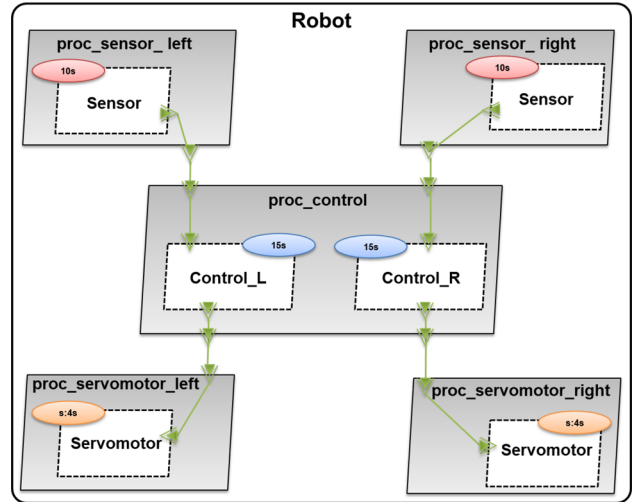 Robot
proc_sensor_ left
proc_sensor_ right
10s
Sensor
10s
Sensor
proc_control
15s
15s
Control_L
Control_R
proc_servomotor_left
proc_servomotor_right
s:4s
Servomotor
s:4s
Servomotor